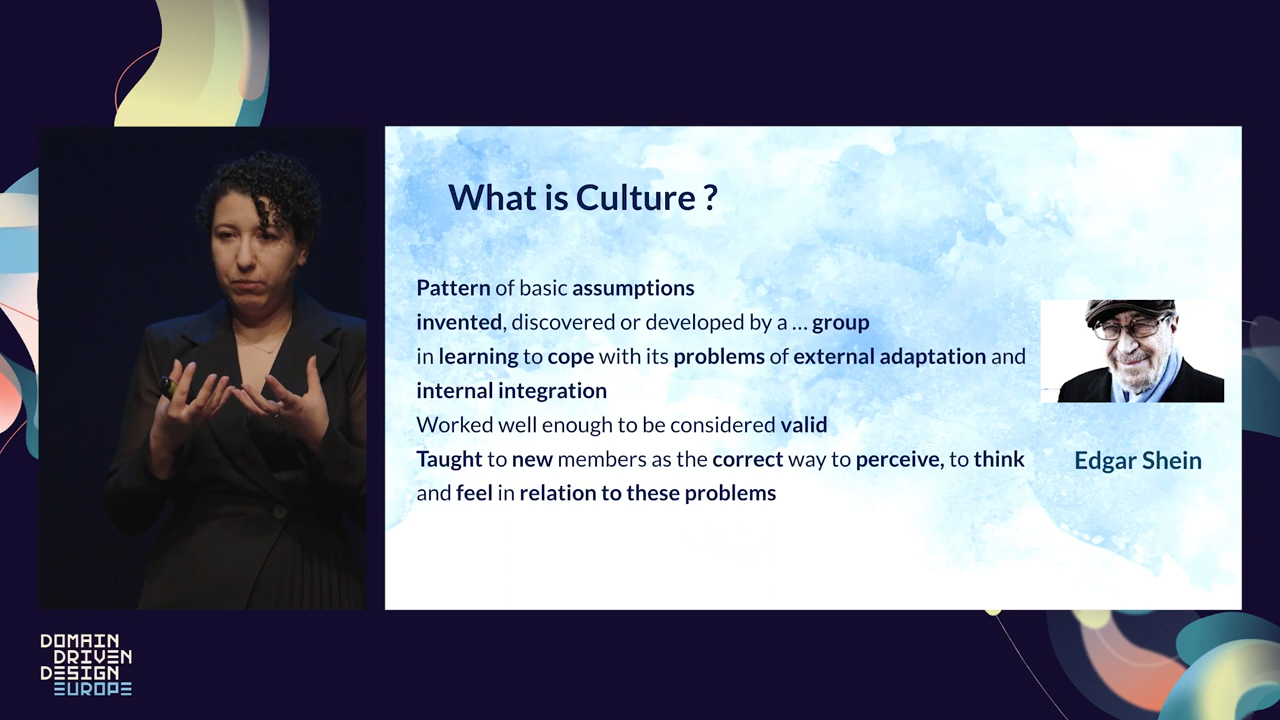 What is Culture ?
Pattern of basic assumptions
invented, discovered or developed by a ... group
in learning to cope with its problems of external adaptation and
internal integration
Worked well enough to be considered valid
Taught to new members as the correct way to perceive, to think
and feel in relation to these problems
Edgar Shein
DOMAIN
DRIVEN
DESIGN
EUROPE